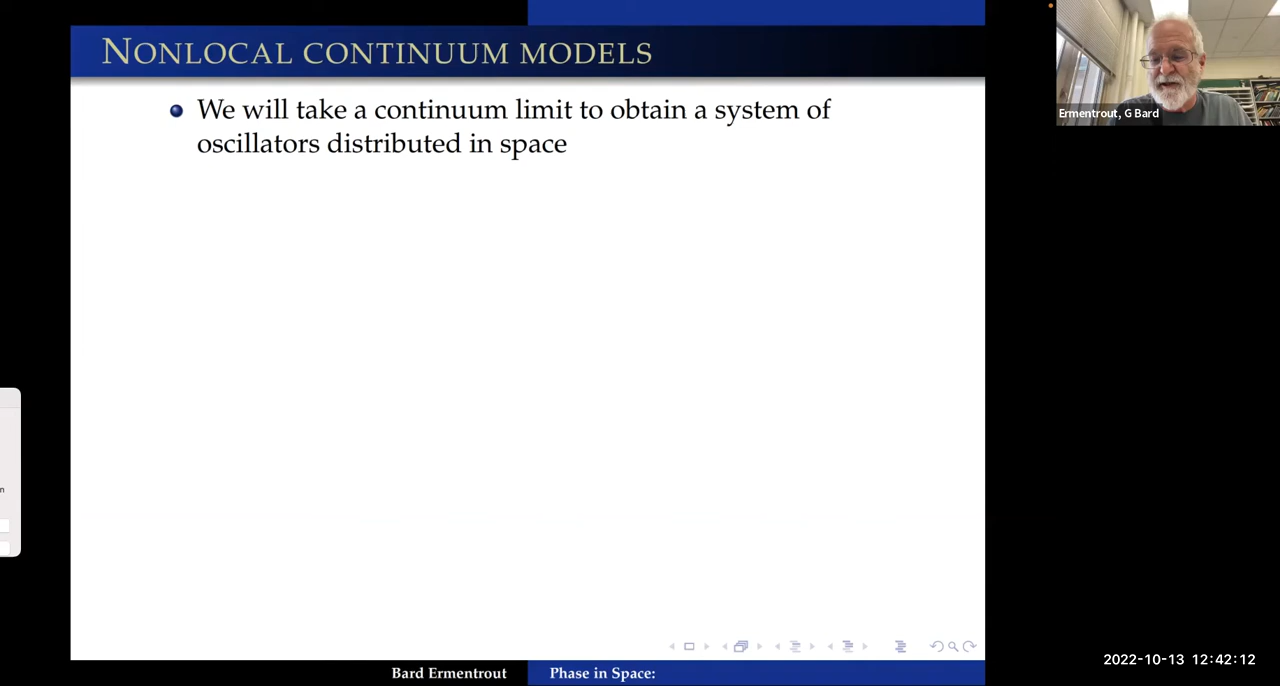 NONLOCAL CONTINUUM MODELS
We will take a continuum limit to obtain a system of
oscillators distributed in space
Ermentrout, G Bard
n
Bard Ermentrout
Phase in Space:
2022-10-13 12:42:12